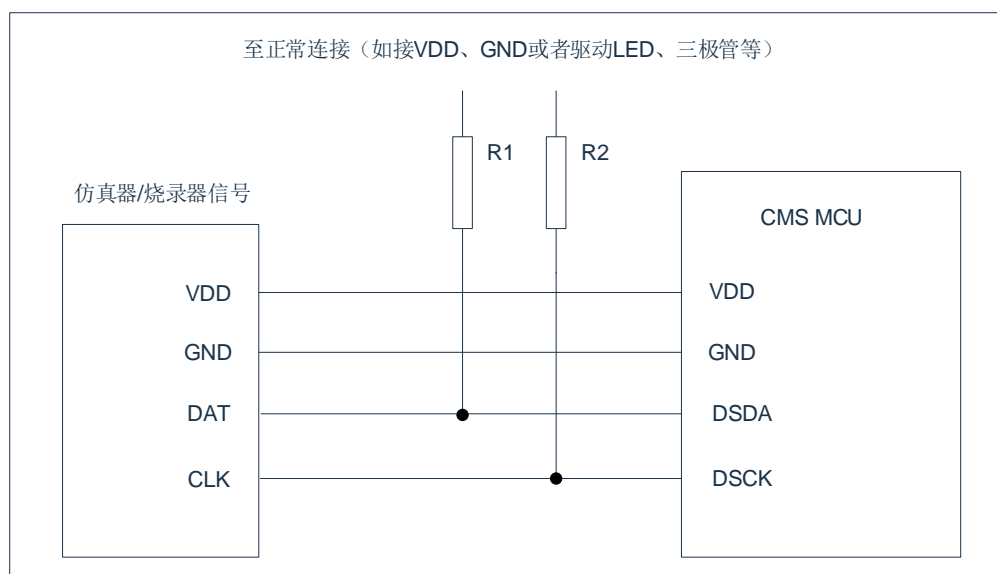 至正常连接（如接VDD、GND或者驱动LED、三极管等）
R1
R2
仿真器/烧录器信号
CMS MCU
VDD
VDD
GND
GND
DAT
DSDA
CLK
DSCK